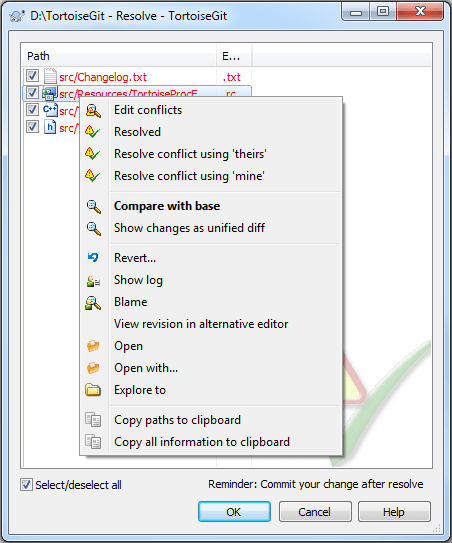 D:\TortoiseGit - Resolve - TortoiseGit
Path E...
src/Changelog.txt .txt
src/Resources/TortoiseProcE rc
src/
src/
Edit conflicts
Resolved
Resolve conflict using 'theirs'
Resolve conflict using 'mine'
Compare with base
Show changes as unified diff
Revert...
Show log
Blame
View revision in alternative editor
Open
Open with...
Explore to
Copy paths to clipboard
Copy all information to clipboard
Select/deselect all Reminder: Commit your change after resolve
OK Cancel Help